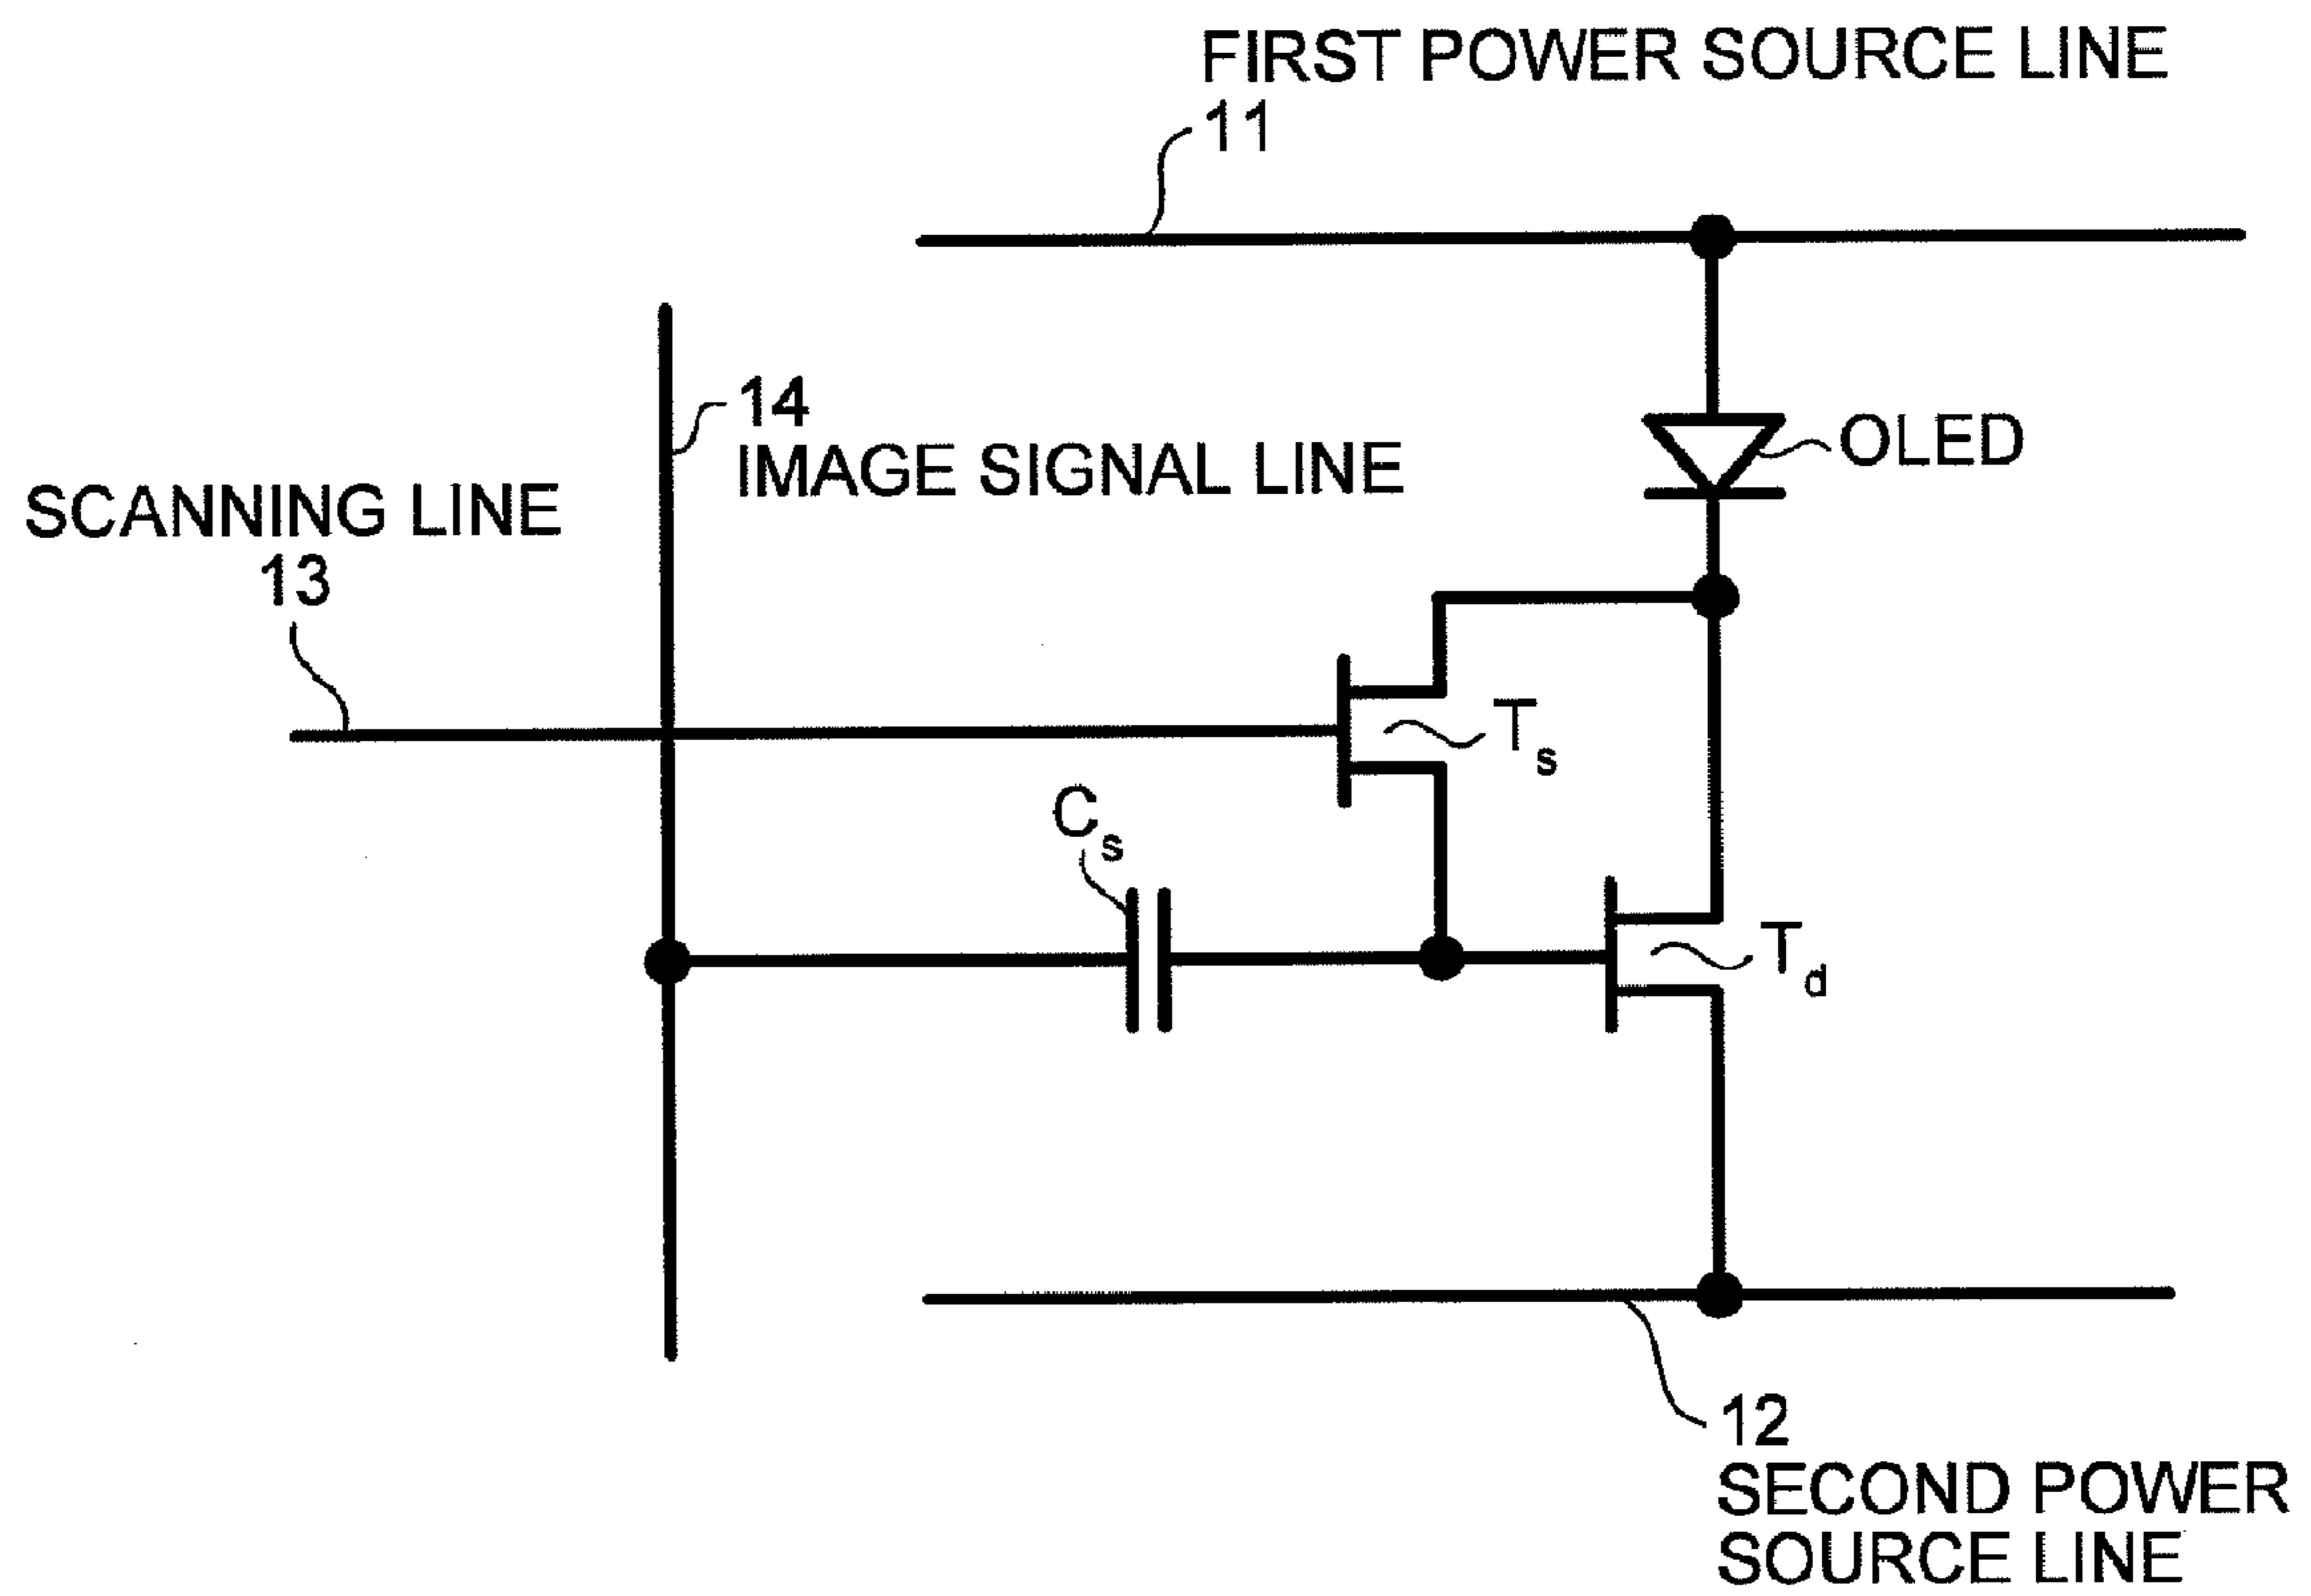 FIRST POWER SOURCE LINE
11
14
IMAGE SIGNAL LINE
OLED
SCANNING LINE
13
Ts
Cs
Td
12
SECOND POWER
SOURCE LINE